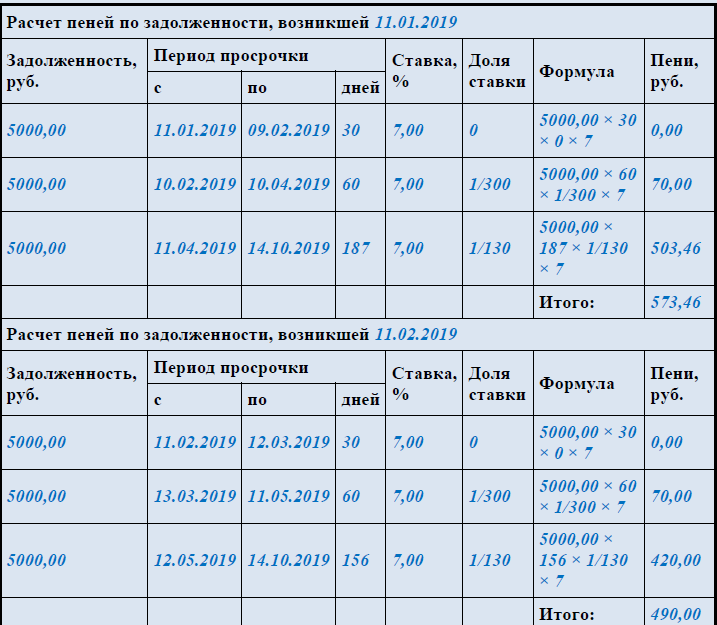 Расчет пеней по задолженности, возникшей 11.01.2019
Задолженность, руб. Период просрочки Ставка, % Доля ставки Формула Пени, руб.
с по дней
5000,00 11.01.2019 09.02.2019 30 7,00 0 5000,00 × 30 × 0 × 7 0,00
5000,00 10.02.2019 10.04.2019 60 7,00 1/300 5000,00 × 60 × 1/300 × 7 70,00
5000,00 11.04.2019 14.10.2019 187 7,00 1/130 5000,00 × 187 × 1/130 × 7 503,46
Итого: 573,46
Расчет пеней по задолженности, возникшей 11.02.2019
Задолженность, руб. Период просрочки Ставка, % Доля ставки Формула Пени, руб.
с по дней
5000,00 11.02.2019 12.03.2019 30 7,00 0 5000,00 × 30 × 0 × 7 0,00
5000,00 13.03.2019 11.05.2019 60 7,00 1/300 5000,00 × 60 × 1/300 × 7 70,00
5000,00 12.05.2019 14.10.2019 156 7,00 1/130 5000,00 × 156 × 1/130 × 7 420,00
Итого: 490,00